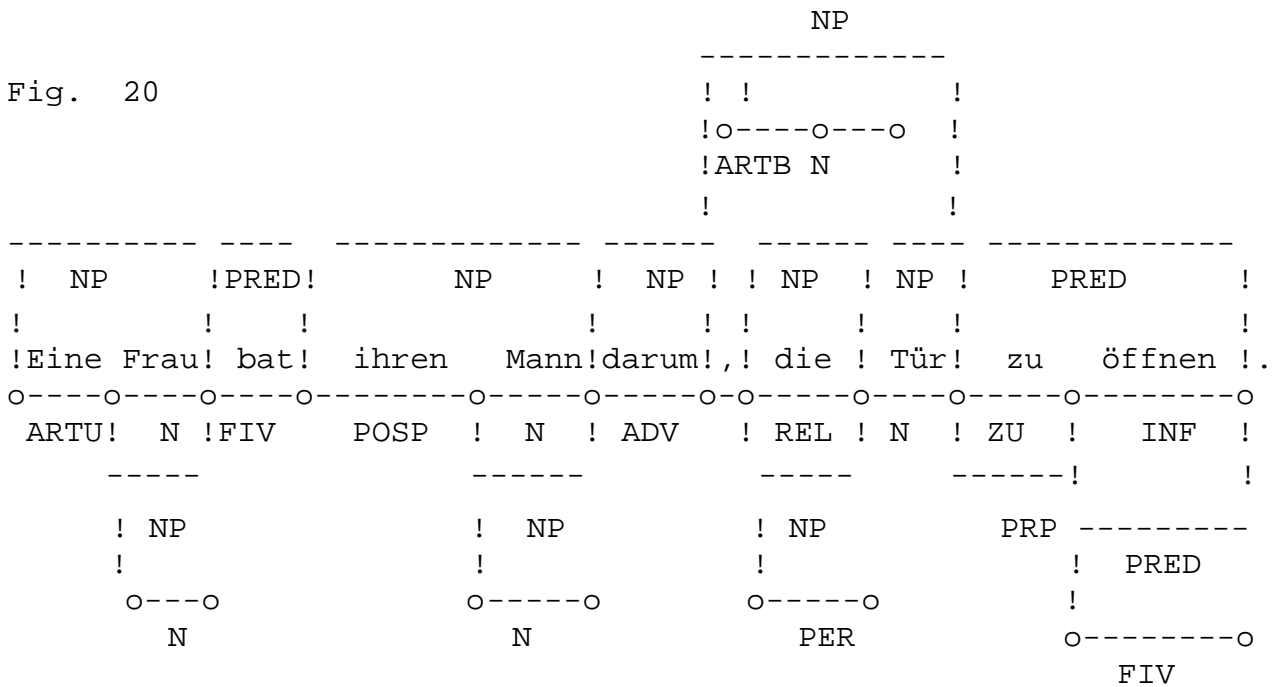 NP
                                             -------------
Fig.  20                                     ! !         !
                                             !o----o---o  !
                                             !ARTB N      !
                                             !            !
---------- ----  ------------- ------  ------ ---- -------------
!  NP     !PRED!       NP     !  NP ! ! NP  ! NP !    PRED      !
!          !    !              !     ! !     !    !              !
!Eine Frau! bat!  ihren   Mann!darum!,! die ! Tür!  zu   öffnen !.
o----o----o----o--------o-----o-----o-o-----o----o-----o--------o
 ARTU!  N !FIV    POSP  !  N  ! ADV   ! REL ! N  ! ZU  !   INF  !
     -----              ------         -----     ------!        !
     ! NP               !  NP         ! NP         PRP ---------
     !                  !             !                !  PRED
      o---o             o-----o       o-----o          !
        N                 N             PER            o--------o
                                                         FIV